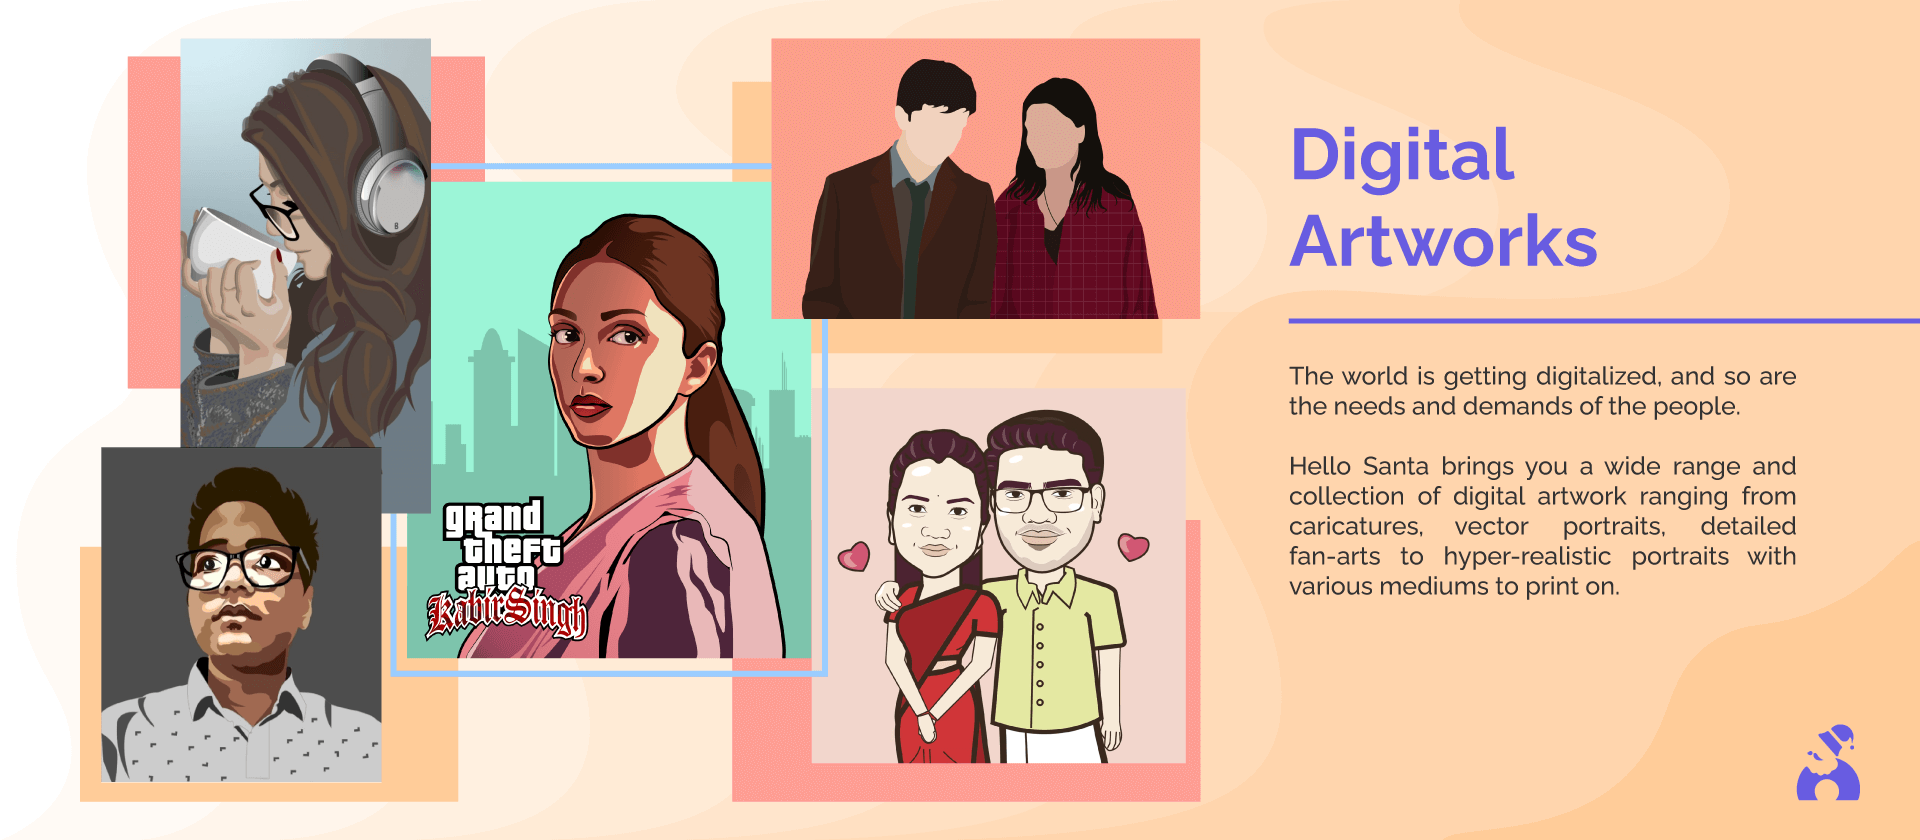 grand
theft
auto
Kabir Singh
Digital
Artworks
The world is getting digitalized, and so are
the needs and demands of the people.
Hello Santa brings you a wide range and
collection of digital artwork ranging from
caricatures, vector portraits, detailed
fan-arts to hyper-realistic portraits with
various mediums to print on.